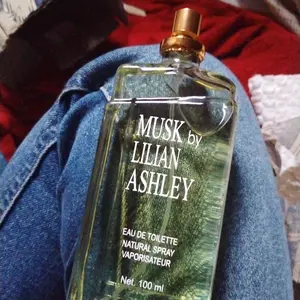 MUSK by
LILIAN
ASHLEY
EAU DE TOILETTE
NATURAL SPRAY
VAPORISATEUR
Net. 100 ml